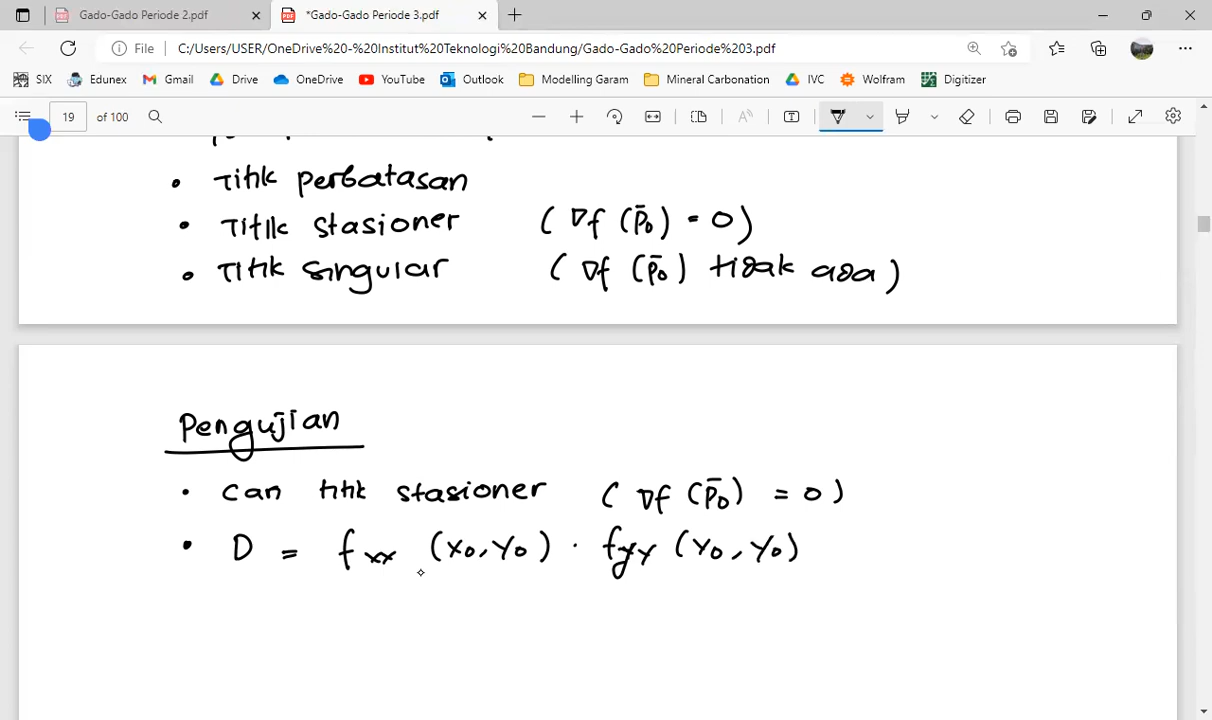 Gado-Gado Periode 2.pdf
*Gado-Gado Periode 3.pdf
File C:/Users/USER/OneDrive%20-%20Institut%20Teknologi%20Bandung/Gado-Gado%20Periode%203.pdf
SIX Edunex Gmail Drive OneDrive YouTube Outlook Modelling Garam Mineral Carbonation IVC Wolfram Digitizer
19 of 100
• Titik perbatasan
• Titik stasioner (∇f (p̄₀) = 0)
• Titik singular (∇f (p̄₀) tidak ada)
Pengujian
• Cari titik stasioner (∇f (p̄₀) = 0)
• D = fxx (x₀, y₀) · fyy (x₀, y₀)